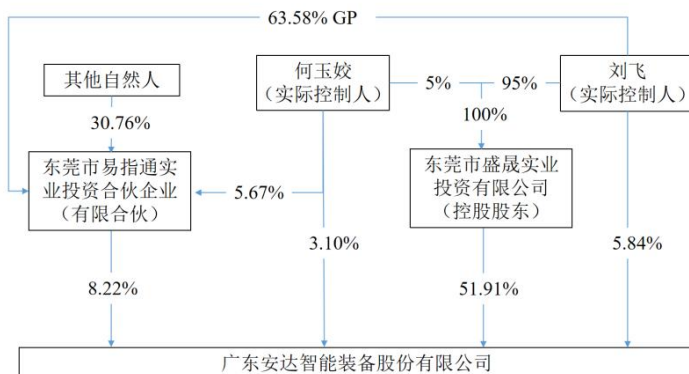 63.58% GP
其他自然人
何玉姣
（实际控制人）
5%
95%
刘飞
（实际控制人）
30.76%
100%
东莞市易指通实
业投资合伙企业
（有限合伙）
5.67%
东莞市盛晟实业
投资有限公司
（控股股东）
8.22%
3.10%
51.91%
5.84%
广东安达智能装备股份有限公司